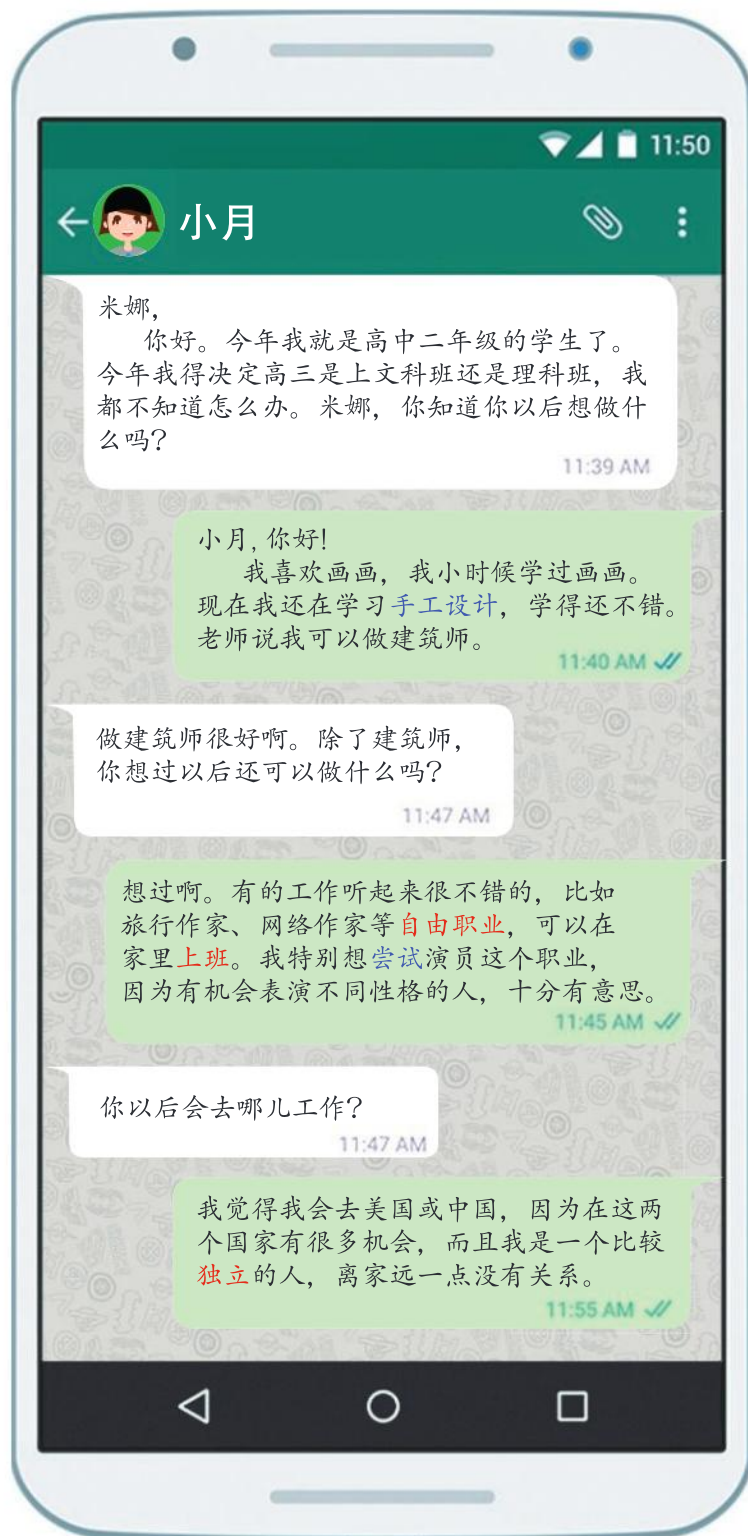 11:50
小月
米娜，
你好。今年我就是高中二年级的学生了。
今年我得决定高三是上文科班还是理科班，我
都不知道怎么办。米娜，你知道你以后想做什
么吗？
11:39 AM
小月，你好！
我喜欢画画，我小时候学过画画。
现在我还在学习手工设计，学得还不错。
老师说我可以做建筑师。
11:40 AM
做建筑师很好啊。除了建筑师，
你想过以后还可以做什么吗？
11:47 AM
想过啊。有的工作听起来很不错的，比如
旅行作家、网络作家等自由职业，可以在
家里上班。我特别想尝试演员这个职业，
因为有机会表演不同性格的人，十分有意思。
11:45 AM
你以后会去哪儿工作？
11:47 AM
我觉得我会去美国或中国，因为在这两
个国家有很多机会，而且我是一个比较
独立的人，离家远一点没有关系。
11:55 AM